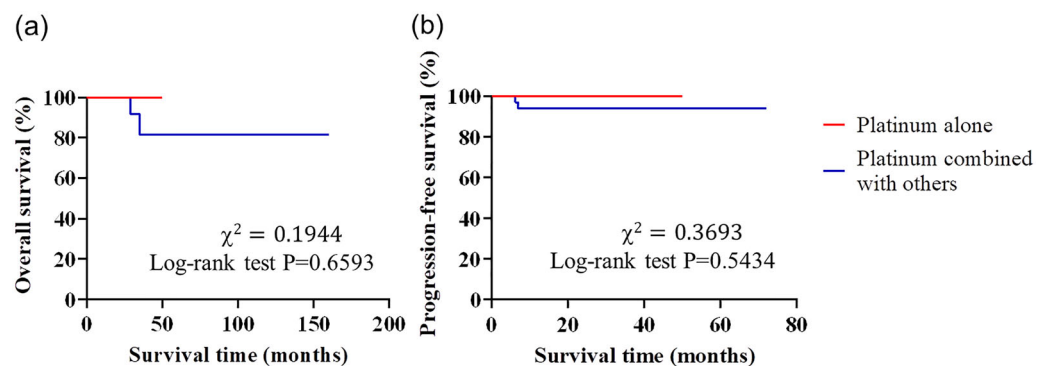 (a)
Overall survival (%)
100
80
60
40
20
0
χ² = 0.1944
Log-rank test P=0.6593
0 50 100 150 200
Survival time (months)
(b)
Progression-free survival (%)
100
80
60
40
20
0
χ² = 0.3693
Log-rank test P=0.5434
0 20 40 60 80
Survival time (months)
Platinum alone
Platinum combined
with others